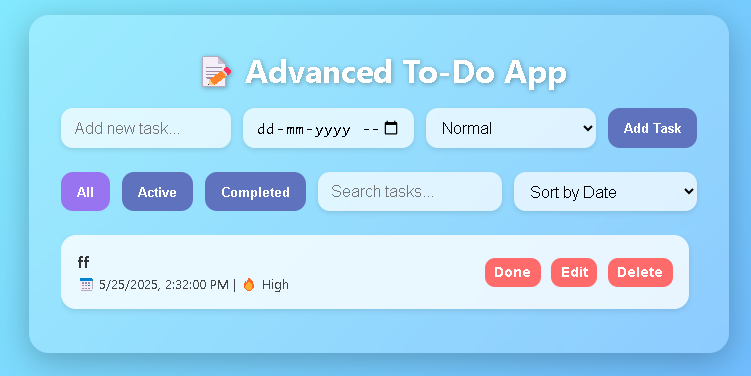 📝 Advanced To-Do App
Add new task... dd-mm-yyyy -- Normal Add Task
All Active Completed Search tasks... Sort by Date
ff
📅 5/25/2025, 2:32:00 PM | 🔥 High
Done Edit Delete